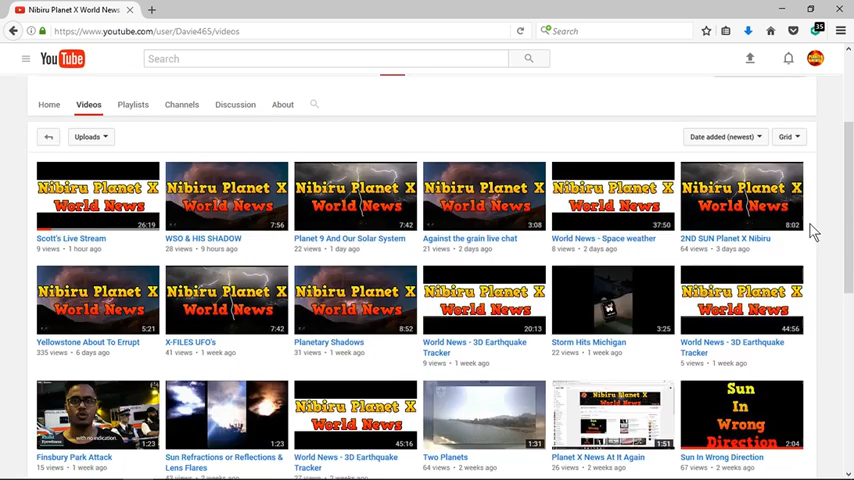 Nibiru Planet X World News
https://www.youtube.com/user/Davie465/videos
Search
35
YouTube
Search
Home Videos Playlists Channels Discussion About
Uploads
Date added (newest) Grid
Nibiru Planet X
World News
26:19
Nibiru Planet X
World News
7:56
Nibiru Planet X
World News
7:42
Nibiru Planet X
World News
3:08
Nibiru Planet X
World News
37:50
Nibiru Planet X
World News
8:02
Scott's Live Stream
9 views • 1 hour ago
WSO & HIS SHADOW
28 views • 9 hours ago
Planet 9 And Our Solar System
22 views • 1 day ago
Against the grain live chat
21 views • 2 days ago
World News - Space weather
8 views • 2 days ago
2ND SUN Planet X Nibiru
64 views • 3 days ago
Nibiru Planet X
World News
5:21
Nibiru Planet X
World News
7:42
Nibiru Planet X
World News
8:52
Nibiru Planet X
World News
20:13
3:25
Nibiru Planet X
World News
44:56
Yellowstone About To Errupt
335 views • 6 days ago
X-FILES UFO's
41 views • 1 week ago
Planetary Shadows
31 views • 1 week ago
World News - 3D Earthquake
Tracker
9 views • 1 week ago
Storm Hits Michigan
22 views • 1 week ago
World News - 3D Earthquake
Tracker
5 views • 1 week ago
with no indication.
1:23
1:23
Nibiru Planet X
World News
45:16
1:31
1:51
Sun
In
Wrong
Direction
2:04
Finsbury Park Attack
15 views • 1 week ago
Sun Refractions or Reflections &
Lens Flares
World News - 3D Earthquake
Tracker
Two Planets
64 views • 2 weeks ago
Planet X News At It Again
26 views • 2 weeks ago
Sun In Wrong Direction
67 views • 2 weeks ago